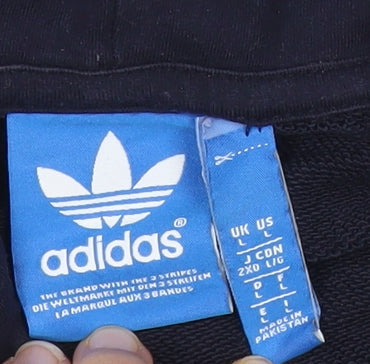 adidas®
THE BRAND WITH THE 3 STRIPES
DIE WELTMARKE MIT DEN 3 STREIFEN
LA MARQUE AUX 3 BANDES
UK US
L L
J CDN
2XO L/G
D F
L L
E I
L L
MADE IN
PAKISTAN